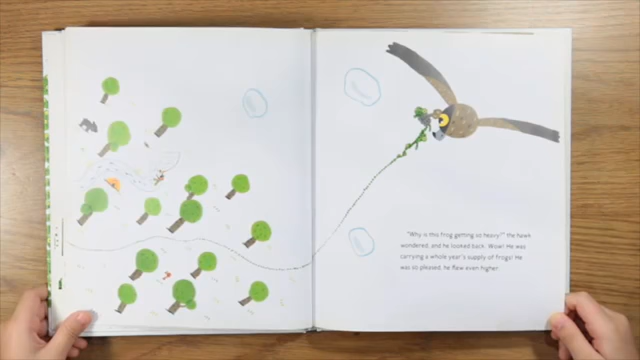 "Why is this frog getting so heavy?" the hawk
wondered, and he looked back. Wow! He was
carrying a whole year's supply of frogs! He
was so pleased, he flew even higher.